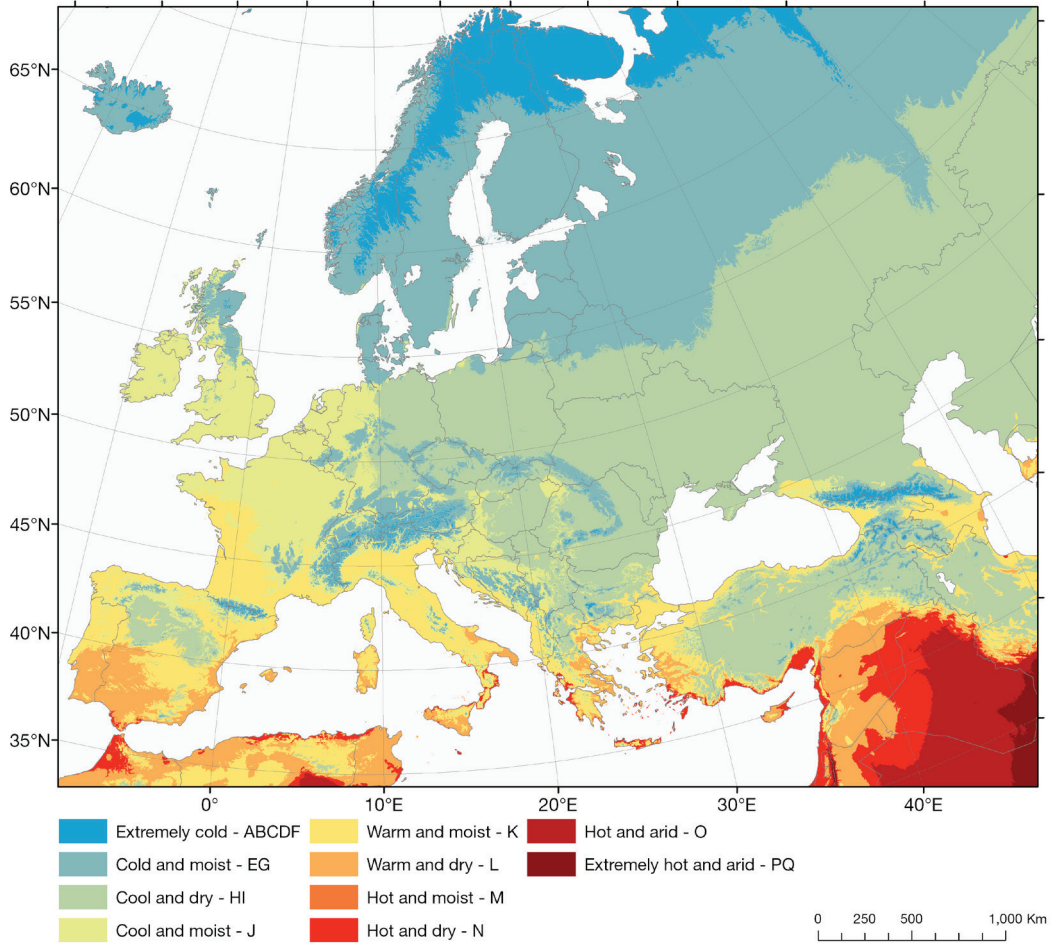 65°N
60°N
55°N
50°N
45°N
40°N
35°N
0° 10°E 20°E 30°E 40°E
Extremely cold - ABCDF
Cold and moist - EG
Cool and dry - HI
Cool and moist - J
Warm and moist - K
Warm and dry - L
Hot and moist - M
Hot and dry - N
Hot and arid - O
Extremely hot and arid - PQ
0 250 500 1,000 Km